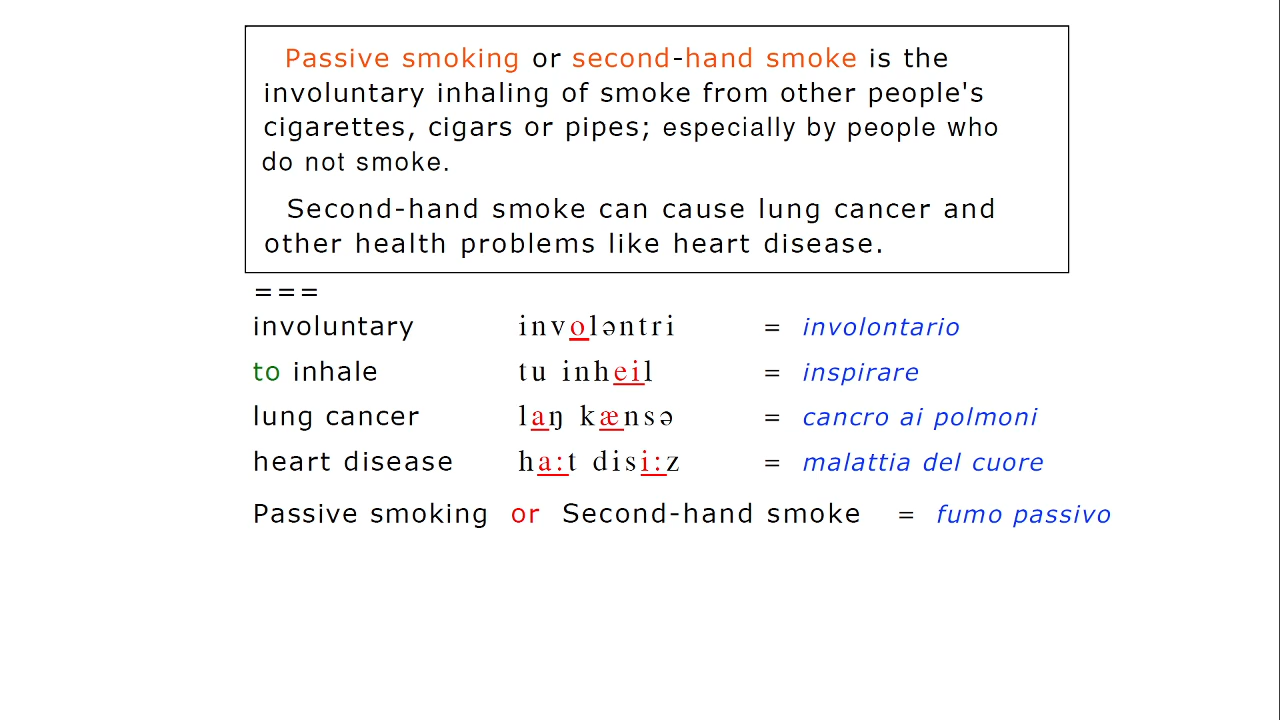 Passive smoking or second-hand smoke is the
involuntary inhaling of smoke from other people's
cigarettes, cigars or pipes; especially by people who
do not smoke.
Second-hand smoke can cause lung cancer and
other health problems like heart disease.
===
involuntary involəntri = involontario
to inhale tu inheil = inspirare
lung cancer laŋ kænsə = cancro ai polmoni
heart disease ha:t disi:z = malattia del cuore
Passive smoking or Second-hand smoke = fumo passivo